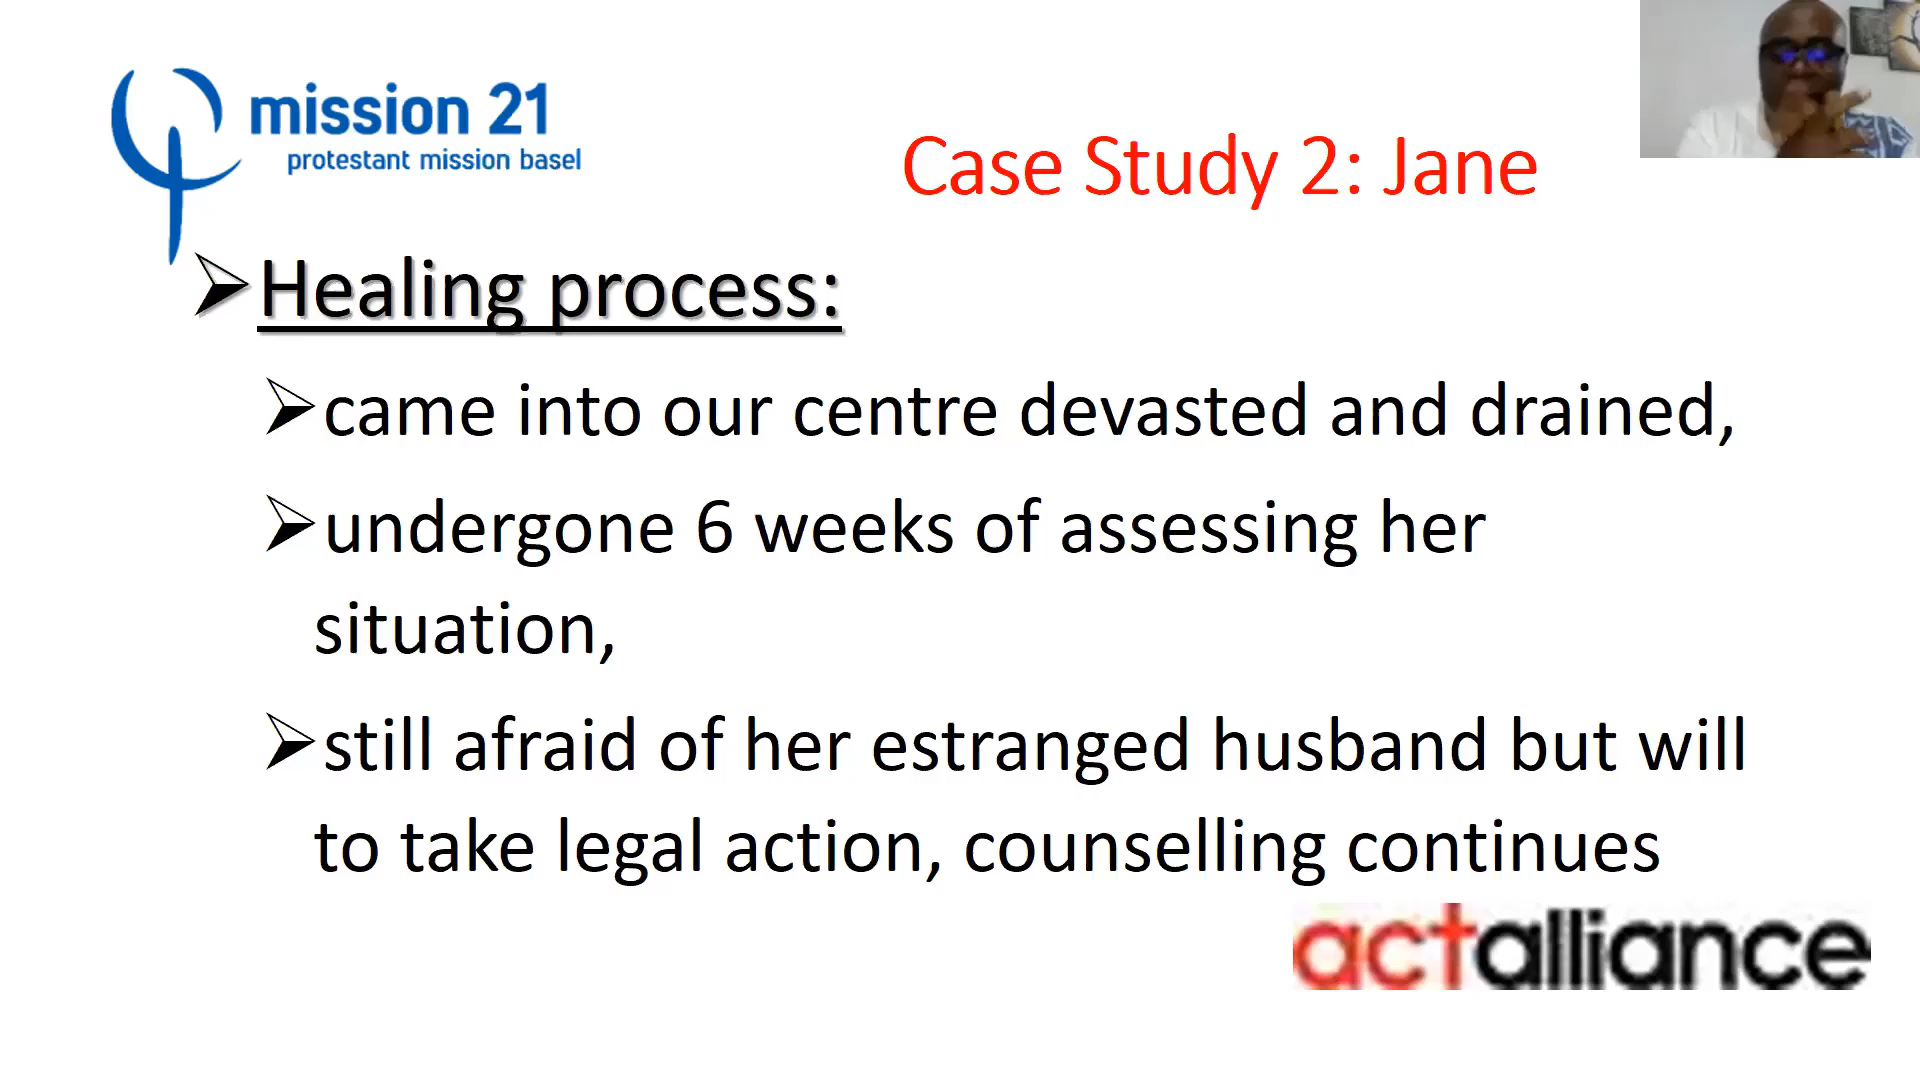 mission 21
protestant mission basel
Case Study 2: Jane
Healing process:
came into our centre devasted and drained,
undergone 6 weeks of assessing her
situation,
still afraid of her estranged husband but will
to take legal action, counselling continues
actalliance